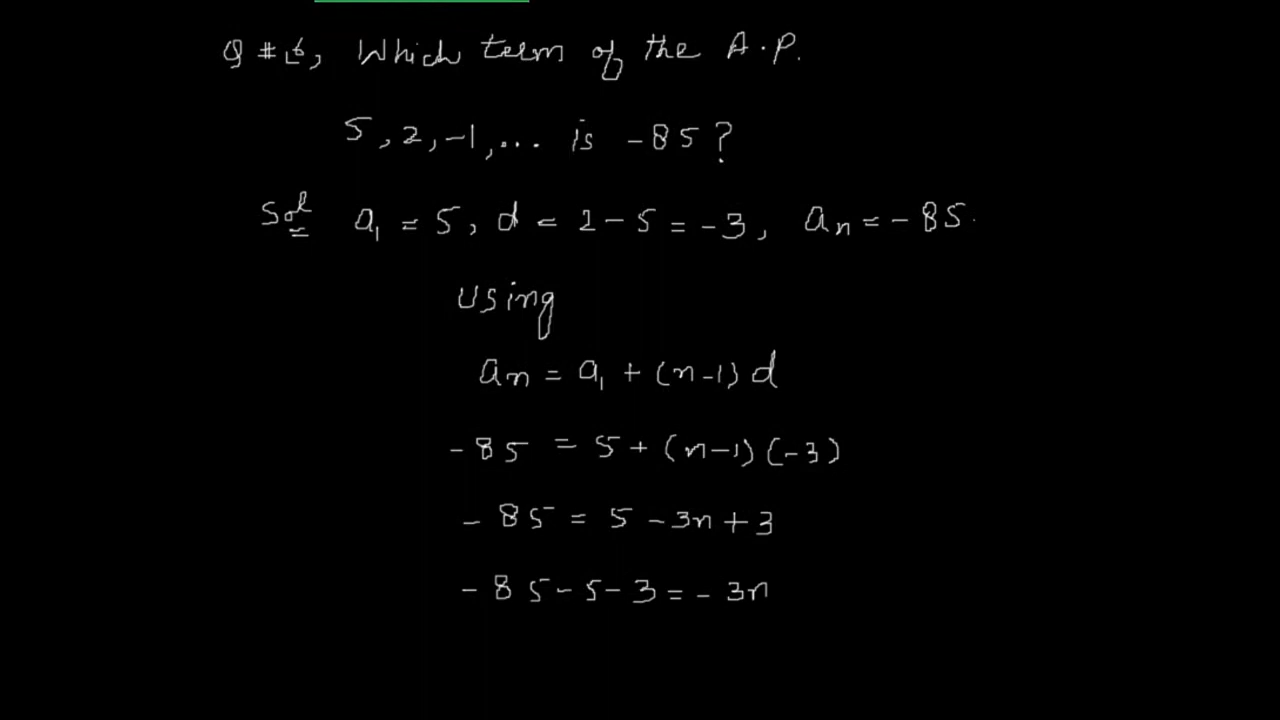 Q # 6, Which term of the A.P.
5, 2, -1, ... is -85?
Sol a₁ = 5, d = 2 - 5 = -3, aₙ = -85.
using
aₙ = a₁ + (n-1) d
-85 = 5 + (n-1) (-3)
- 85 = 5 - 3n + 3
- 85 - 5 - 3 = - 3n